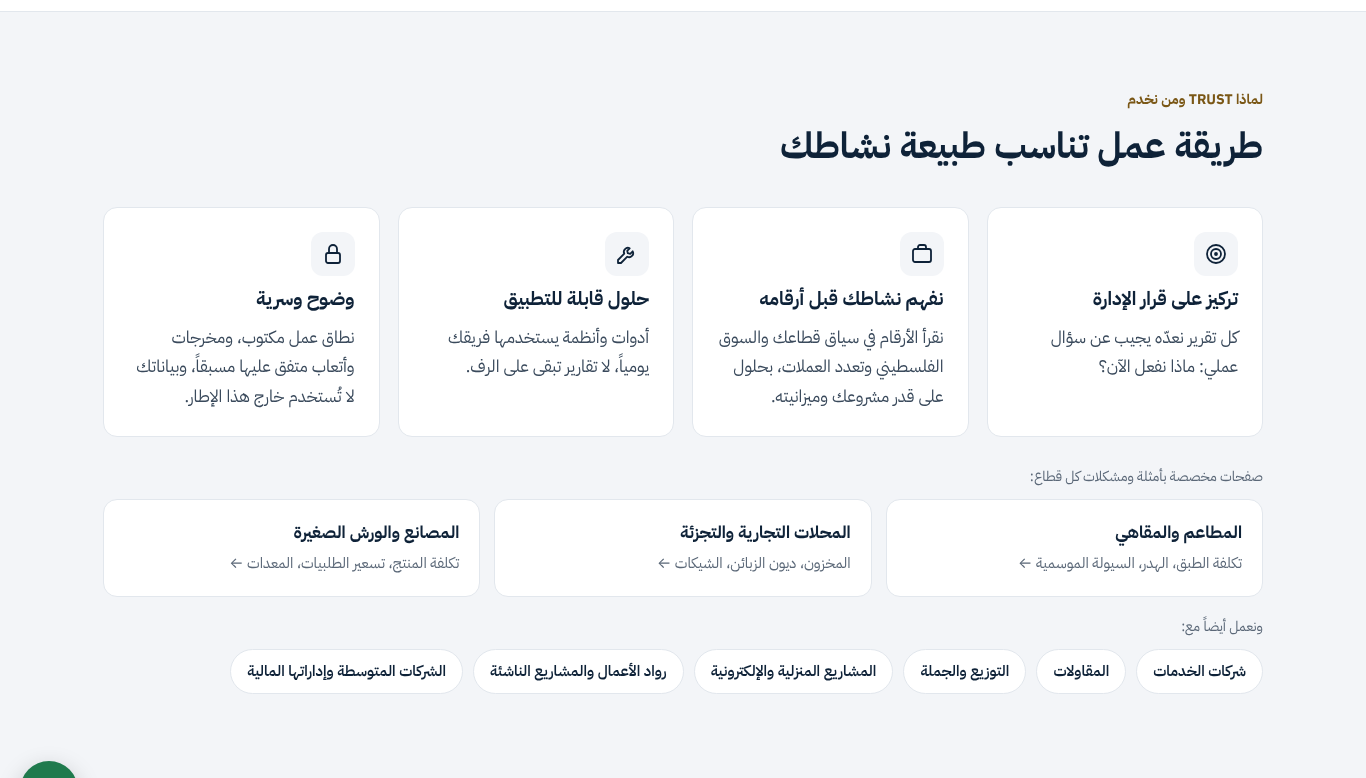 لماذا TRUST ومن نخدم
طريقة عمل تناسب طبيعة نشاطك
تركيز على قرار الإدارة
كل تقرير نعدّه يجيب عن سؤال
عملي: ماذا نفعل الآن؟
نفهم نشاطك قبل أرقامه
نقرأ الأرقام في سياق قطاعك والسوق
الفلسطيني وتعدد العملات، بحلول
على قدر مشروعك وميزانيته.
حلول قابلة للتطبيق
أدوات وأنظمة يستخدمها فريقك
يومياً، لا تقارير تبقى على الرف.
وضوح وسرية
نطاق عمل مكتوب، ومخرجات
وأتعاب متفق عليها مسبقاً، وبياناتك
لا تُستخدم خارج هذا الإطار.
صفحات مخصصة بأمثلة ومشكلات كل قطاع:
المطاعم والمقاهي
تكلفة الطبق، الهدر، السيولة الموسمية ←
المحلات التجارية والتجزئة
المخزون، ديون الزبائن، الشيكات ←
المصانع والورش الصغيرة
تكلفة المنتج، تسعير الطلبيات، المعدات ←
ونعمل أيضاً مع:
شركات الخدمات
المقاولات
التوزيع والجملة
المشاريع المنزلية والإلكترونية
رواد الأعمال والمشاريع الناشئة
الشركات المتوسطة وإداراتها المالية